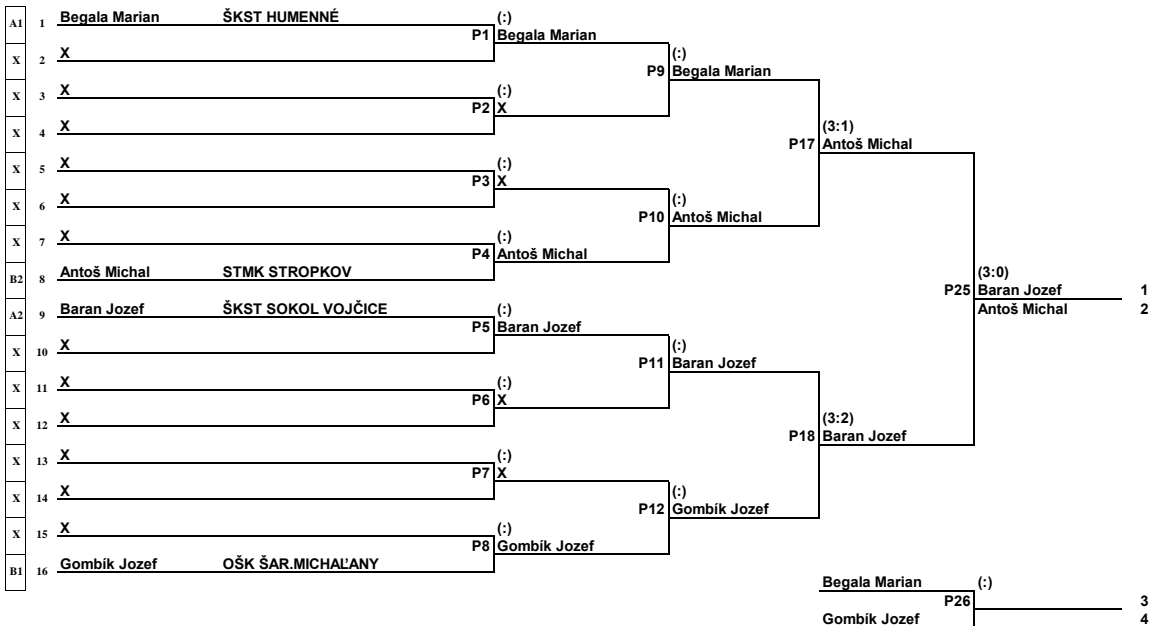 A1 1 Begala Marian ŠKST HUMENNÉ (:)
P1 Begala Marian
X 2 X (:)
P9 Begala Marian
X 3 X (:)
P2 X
X 4 X (3:1)
P17 Antoš Michal
X 5 X (:)
P3 X
X 6 X (:)
P10 Antoš Michal
X 7 X (:)
P4 Antoš Michal
B2 8 Antoš Michal STMK STROPKOV (3:0)
P25 Baran Jozef 1
Antoš Michal 2
A2 9 Baran Jozef ŠKST SOKOL VOJČICE (:)
P5 Baran Jozef
X 10 X (:)
P11 Baran Jozef
X 11 X (:)
P6 X
X 12 X (3:2)
P18 Baran Jozef
X 13 X (:)
P7 X
X 14 X (:)
P12 Gombík Jozef
X 15 X (:)
P8 Gombík Jozef
B1 16 Gombík Jozef OŠK ŠAR.MICHAĽANY
Begala Marian (:)
P26 3
Gombík Jozef 4